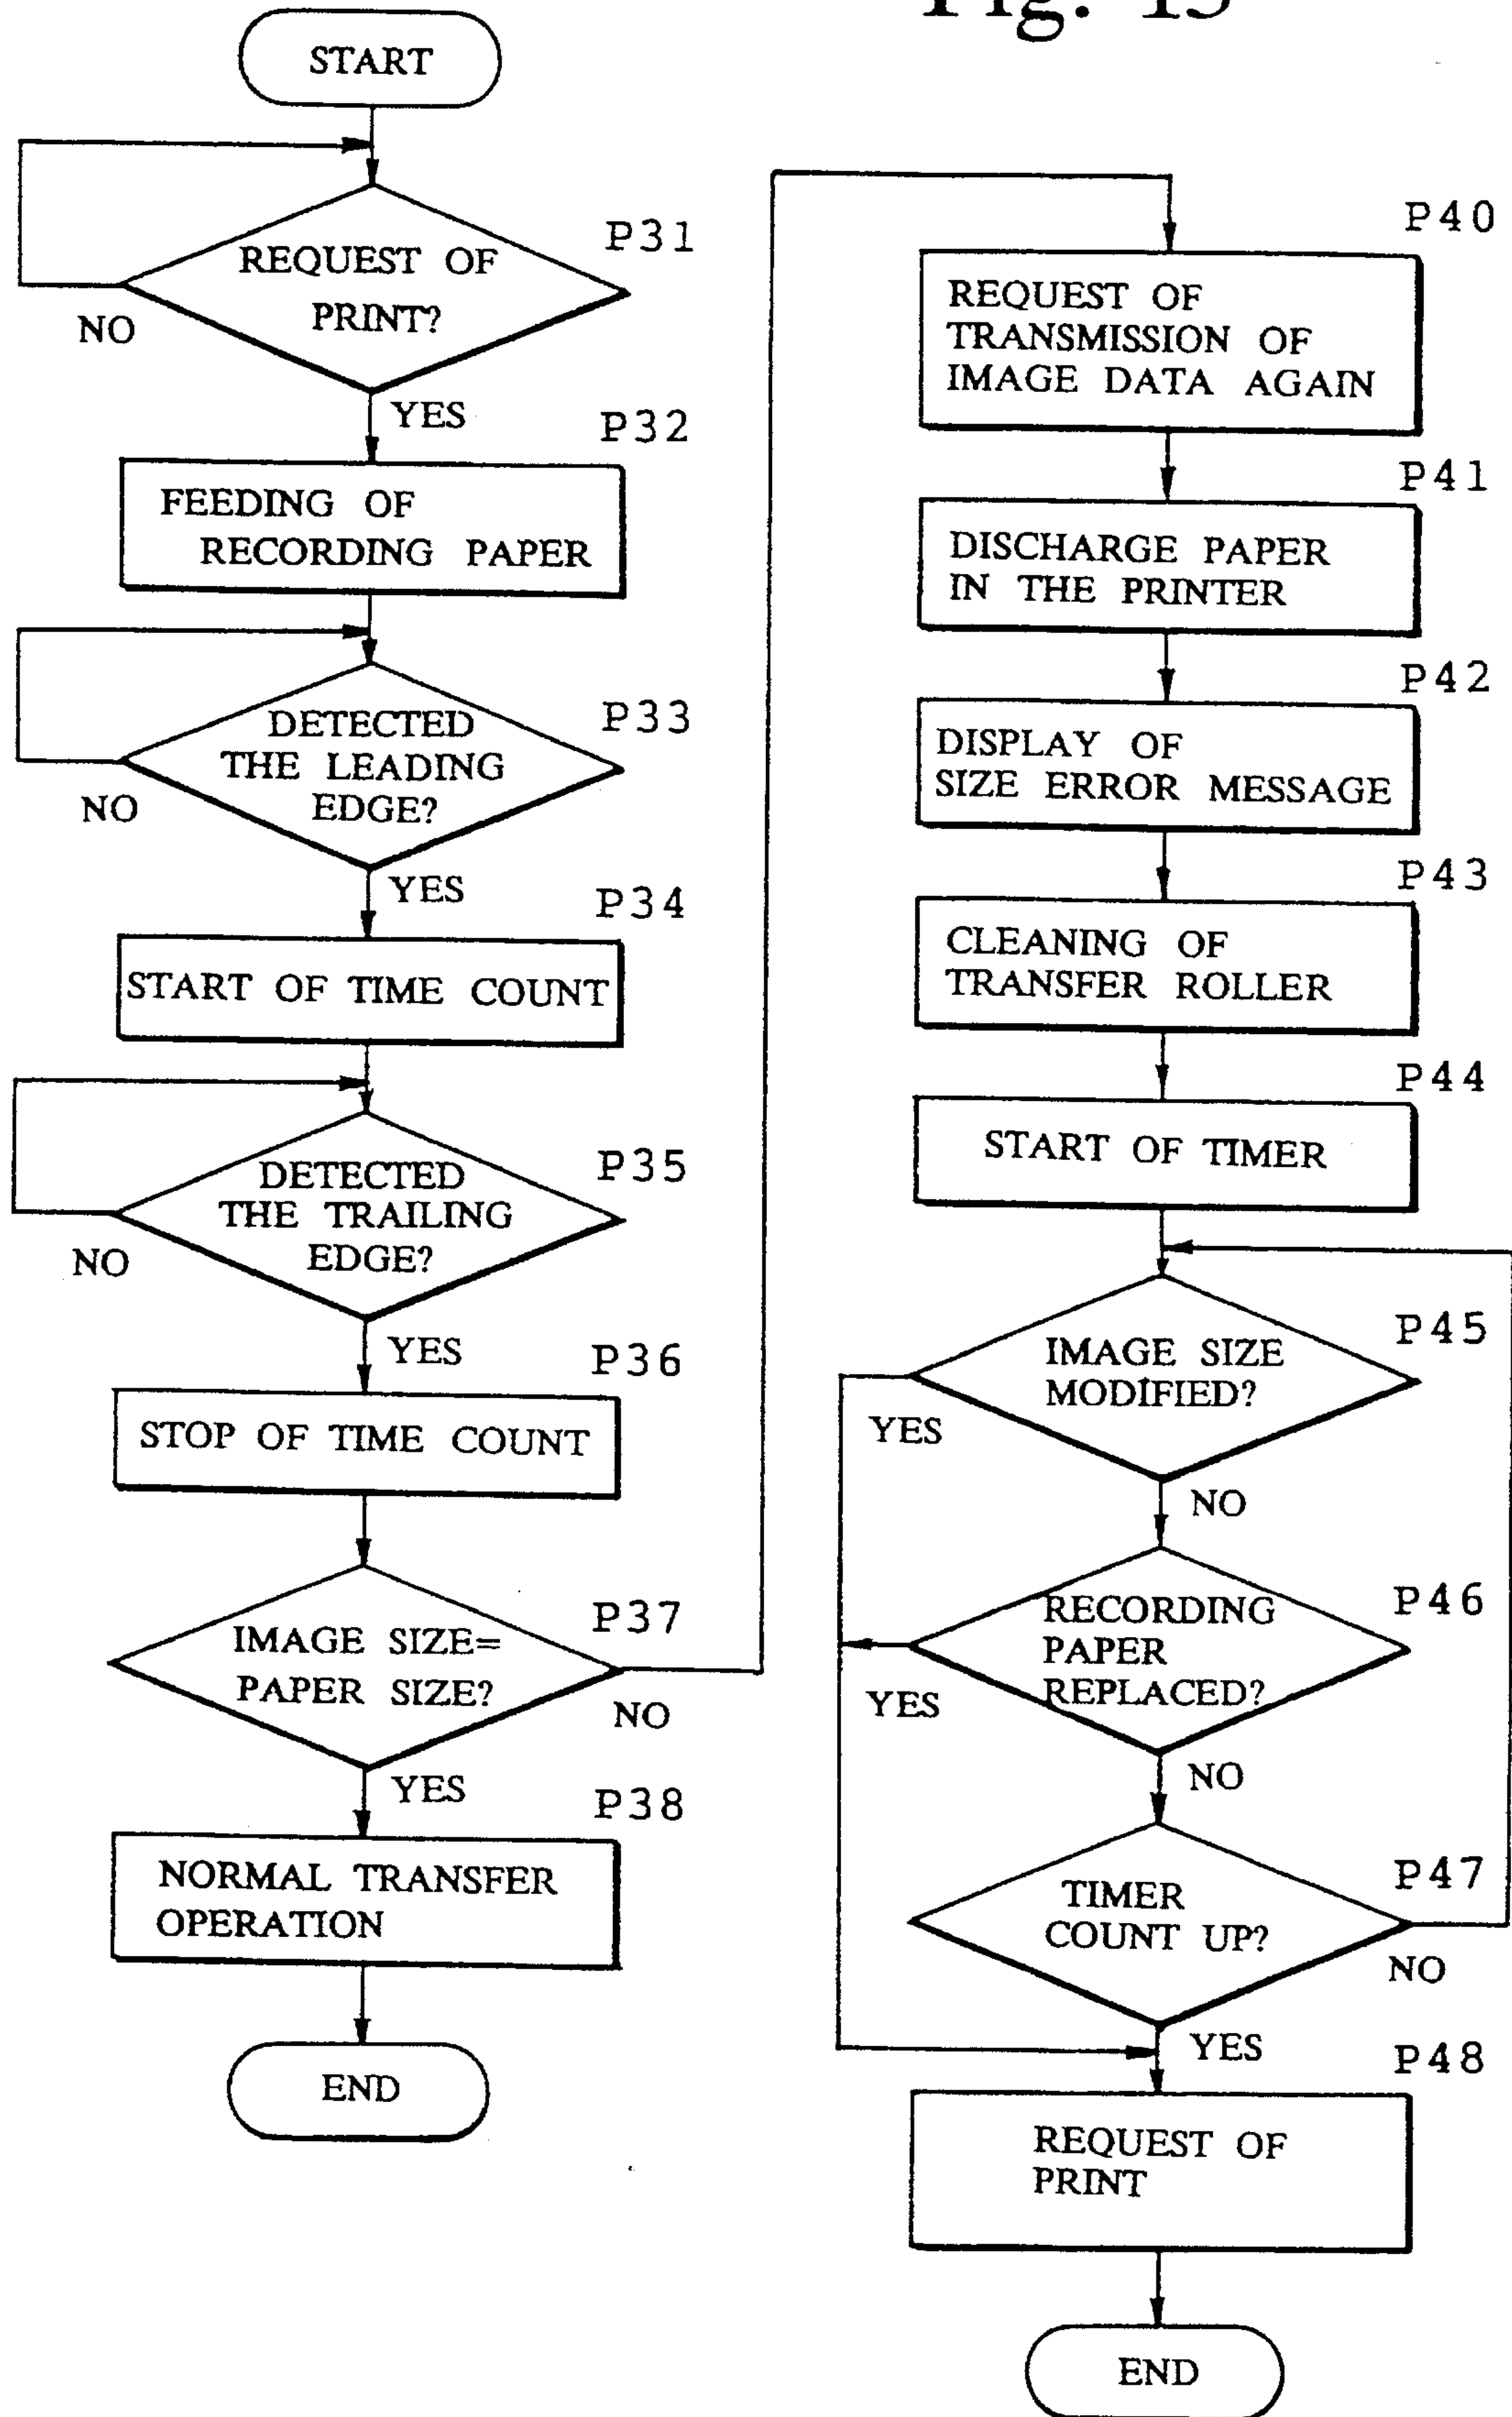 Fig. 13
START
P31
REQUEST OF
PRINT?
NO
YES
P32
FEEDING OF
RECORDING PAPER
P33
DETECTED
THE LEADING
EDGE?
NO
YES
P34
START OF TIME COUNT
P35
DETECTED
THE TRAILING
EDGE?
NO
YES
P36
STOP OF TIME COUNT
P37
IMAGE SIZE=
PAPER SIZE?
NO
YES
P38
NORMAL TRANSFER
OPERATION
END
P40
REQUEST OF
TRANSMISSION OF
IMAGE DATA AGAIN
P41
DISCHARGE PAPER
IN THE PRINTER
P42
DISPLAY OF
SIZE ERROR MESSAGE
P43
CLEANING OF
TRANSFER ROLLER
P44
START OF TIMER
P45
IMAGE SIZE
MODIFIED?
YES
NO
P46
RECORDING
PAPER
REPLACED?
YES
NO
P47
TIMER
COUNT UP?
NO
YES
P48
REQUEST OF
PRINT
END